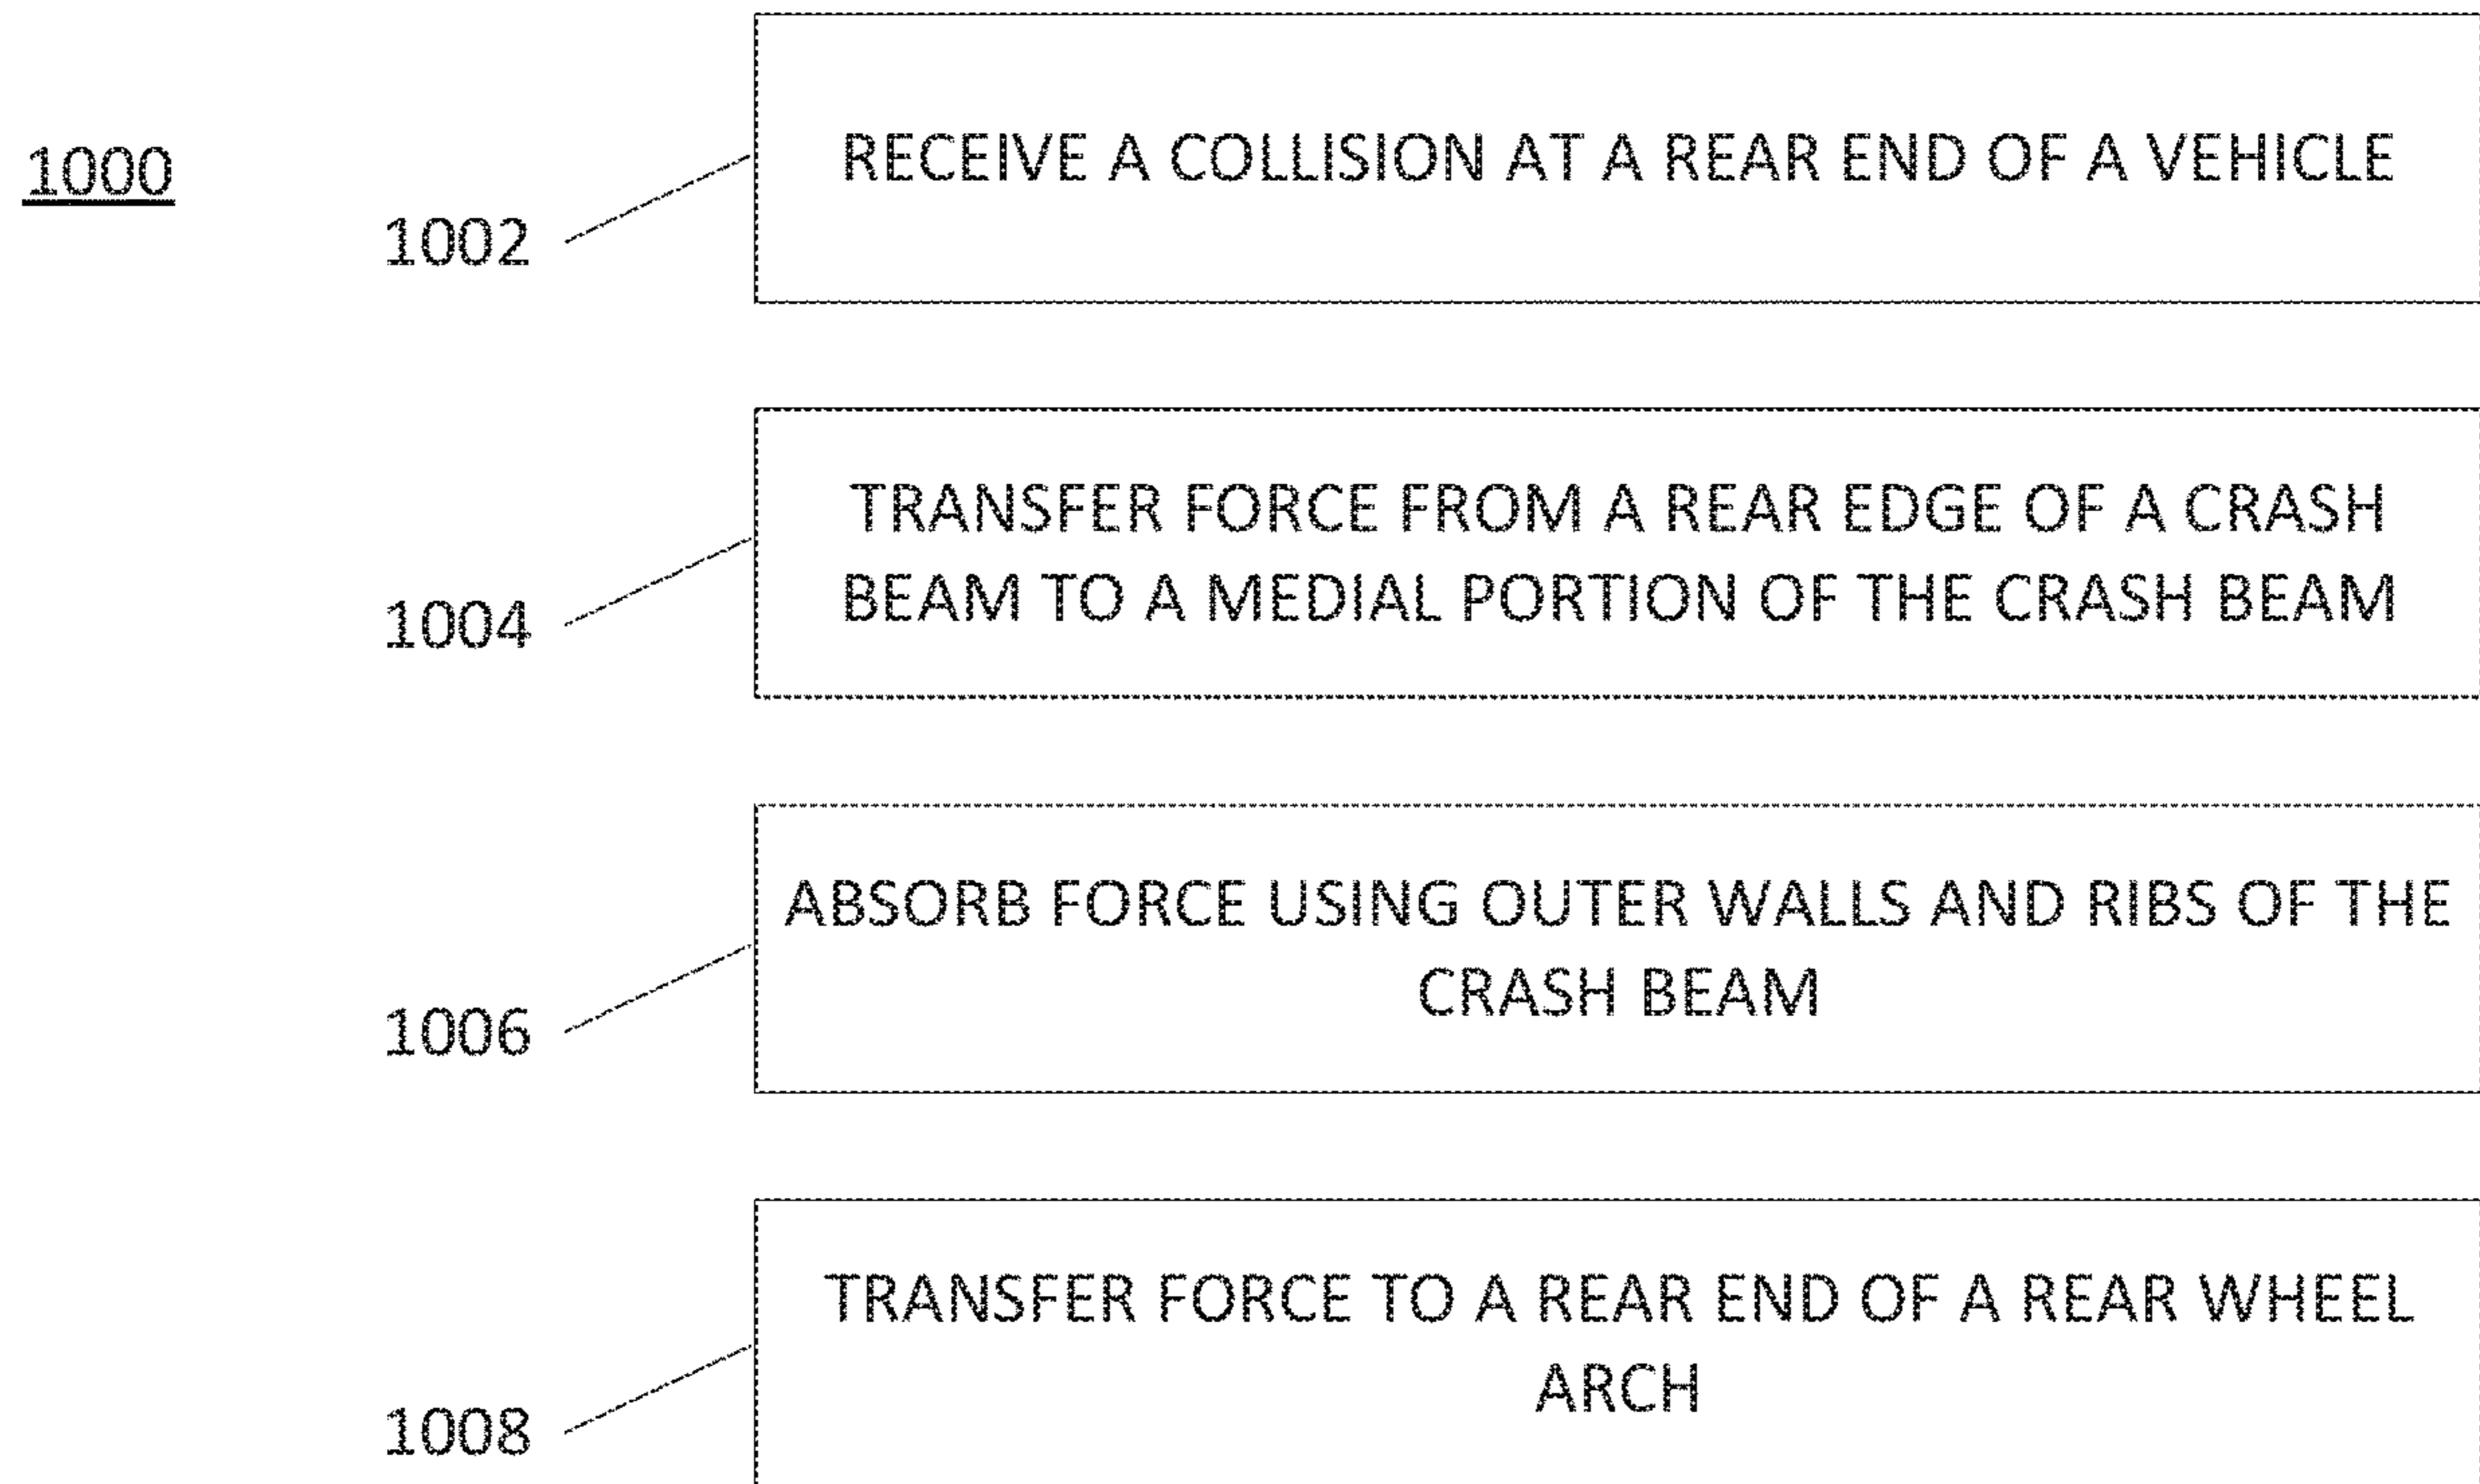 1000
RECEIVE A COLLISION AT A REAR END OF A VEHICLE
1002
TRANSFER FORCE FROM A REAR EDGE OF A CRASH
BEAM TO A MEDIAL PORTION OF THE CRASH BEAM
1004
ABSORB FORCE USING OUTER WALLS AND RIBS OF THE
CRASH BEAM
1006
TRANSFER FORCE TO A REAR END OF A REAR WHEEL
ARCH
1008